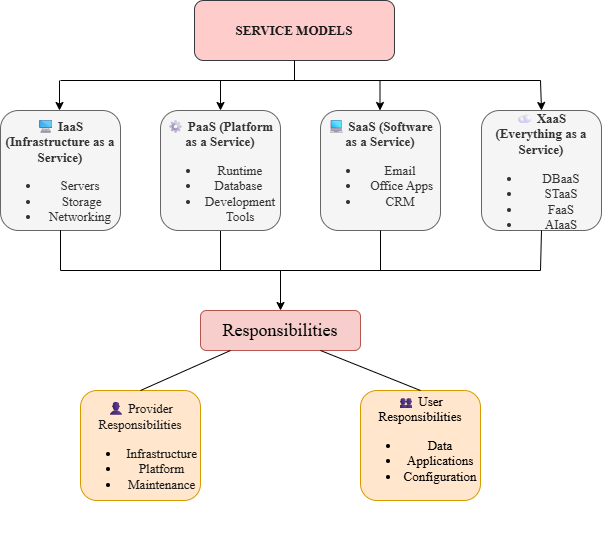 SERVICE MODELS
IaaS
(Infrastructure as a
Service)
• Servers
• Storage
• Networking
PaaS (Platform
as a Service)
• Runtime
• Database
• Development
Tools
SaaS (Software
as a Service)
• Email
• Office Apps
• CRM
XaaS
(Everything as a
Service)
• DBaaS
• STaaS
• FaaS
• AIaaS
Responsibilities
Provider
Responsibilities
• Infrastructure
• Platform
• Maintenance
User
Responsibilities
• Data
• Applications
• Configuration